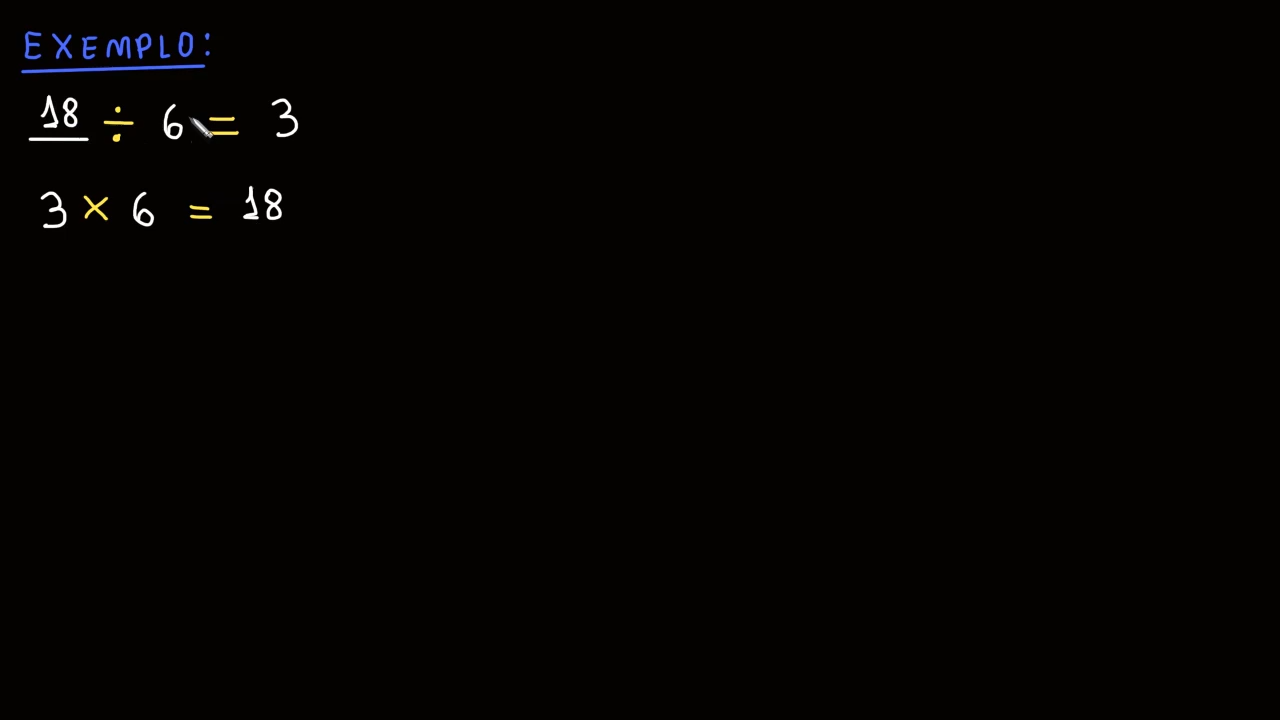 EXEMPLO:
18 ÷ 6 = 3
3 × 6 = 18